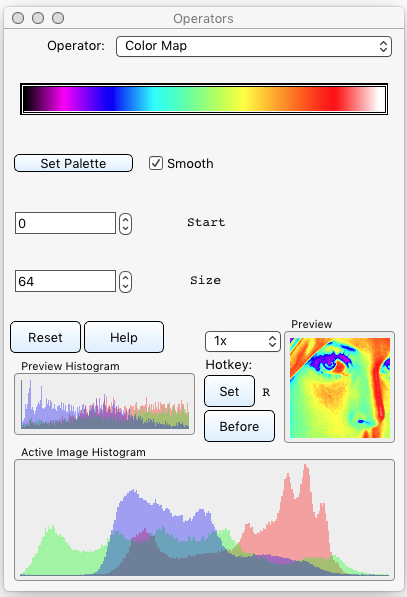 Operators
Operator: Color Map
Set Palette Smooth
0 Start
64 Size
Reset Help 1x Preview
Hotkey:
Preview Histogram
Set R
Before
Active Image Histogram